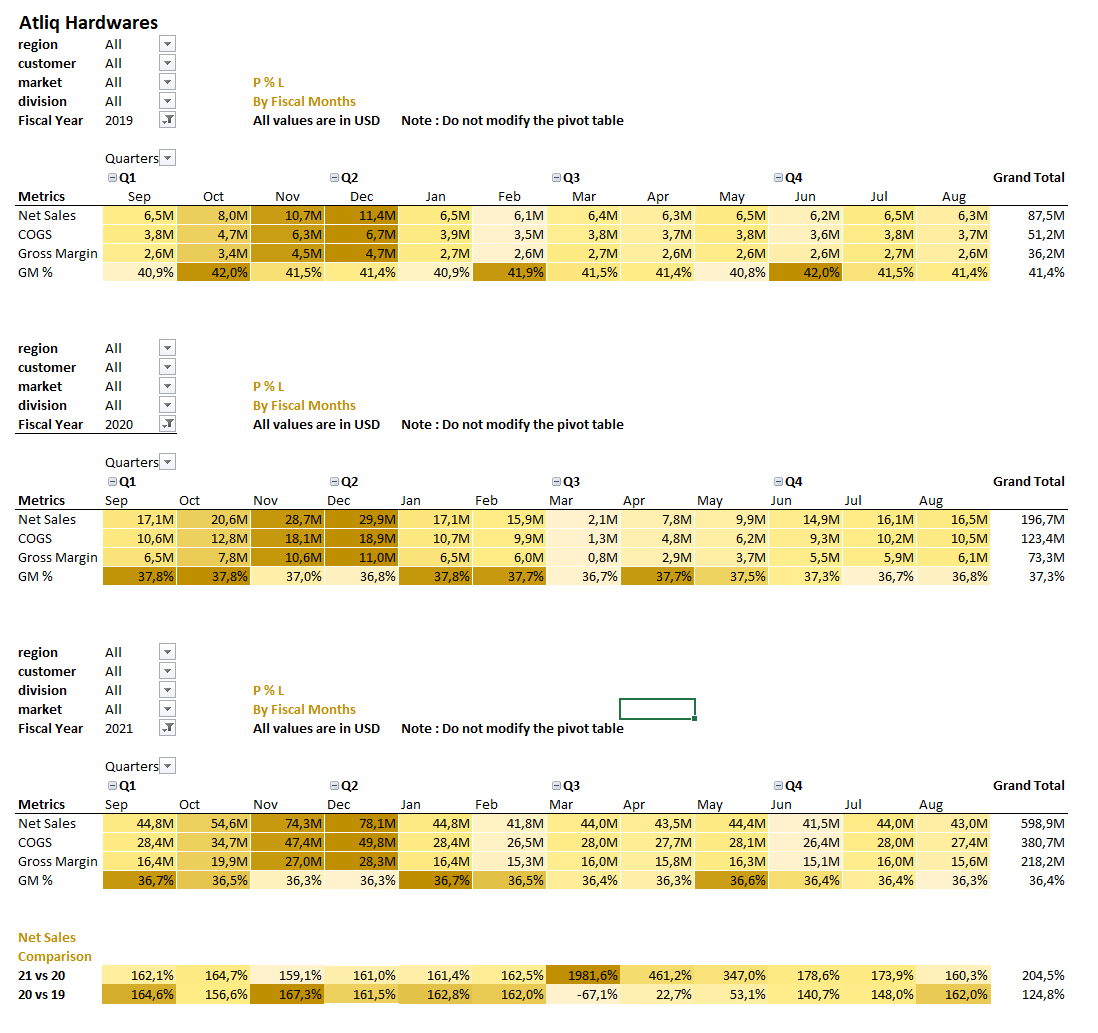 Atliq Hardwares
region All
customer All
market All P % L
division All By Fiscal Months
Fiscal Year 2019 All values are in USD Note : Do not modify the pivot table
Quarters
Q1 Q2 Q3 Q4 Grand Total
Metrics Sep Oct Nov Dec Jan Feb Mar Apr May Jun Jul Aug
Net Sales 6,5M 8,0M 10,7M 11,4M 6,5M 6,1M 6,4M 6,3M 6,5M 6,2M 6,5M 6,3M 87,5M
COGS 3,8M 4,7M 6,3M 6,7M 3,9M 3,5M 3,8M 3,7M 3,8M 3,6M 3,8M 3,7M 51,2M
Gross Margin 2,6M 3,4M 4,5M 4,7M 2,7M 2,6M 2,7M 2,6M 2,6M 2,6M 2,7M 2,6M 36,2M
GM % 40,9% 42,0% 41,5% 41,4% 40,9% 41,9% 41,5% 41,4% 40,8% 42,0% 41,5% 41,4% 41,4%
region All
customer All
market All P % L
division All By Fiscal Months
Fiscal Year 2020 All values are in USD Note : Do not modify the pivot table
Quarters
Q1 Q2 Q3 Q4 Grand Total
Metrics Sep Oct Nov Dec Jan Feb Mar Apr May Jun Jul Aug
Net Sales 17,1M 20,6M 28,7M 29,9M 17,1M 15,9M 2,1M 7,8M 9,9M 14,9M 16,1M 16,5M 196,7M
COGS 10,6M 12,8M 18,1M 18,9M 10,7M 9,9M 1,3M 4,8M 6,2M 9,3M 10,2M 10,5M 123,4M
Gross Margin 6,5M 7,8M 10,6M 11,0M 6,5M 6,0M 0,8M 2,9M 3,7M 5,5M 5,9M 6,1M 73,3M
GM % 37,8% 37,8% 37,0% 36,8% 37,8% 37,7% 36,7% 37,7% 37,5% 37,3% 36,7% 36,8% 37,3%
region All
customer All
division All P % L
market All By Fiscal Months
Fiscal Year 2021 All values are in USD Note : Do not modify the pivot table
Quarters
Q1 Q2 Q3 Q4 Grand Total
Metrics Sep Oct Nov Dec Jan Feb Mar Apr May Jun Jul Aug
Net Sales 44,8M 54,6M 74,3M 78,1M 44,8M 41,8M 44,0M 43,5M 44,4M 41,5M 44,0M 43,0M 598,9M
COGS 28,4M 34,7M 47,4M 49,8M 28,4M 26,5M 28,0M 27,7M 28,1M 26,4M 28,0M 27,4M 380,7M
Gross Margin 16,4M 19,9M 27,0M 28,3M 16,4M 15,3M 16,0M 15,8M 16,3M 15,1M 16,0M 15,6M 218,2M
GM % 36,7% 36,5% 36,3% 36,3% 36,7% 36,5% 36,4% 36,3% 36,6% 36,4% 36,4% 36,3% 36,4%
Net Sales
Comparison
21 vs 20 162,1% 164,7% 159,1% 161,0% 161,4% 162,5% 1981,6% 461,2% 347,0% 178,6% 173,9% 160,3% 204,5%
20 vs 19 164,6% 156,6% 167,3% 161,5% 162,8% 162,0% -67,1% 22,7% 53,1% 140,7% 148,0% 162,0% 124,8%